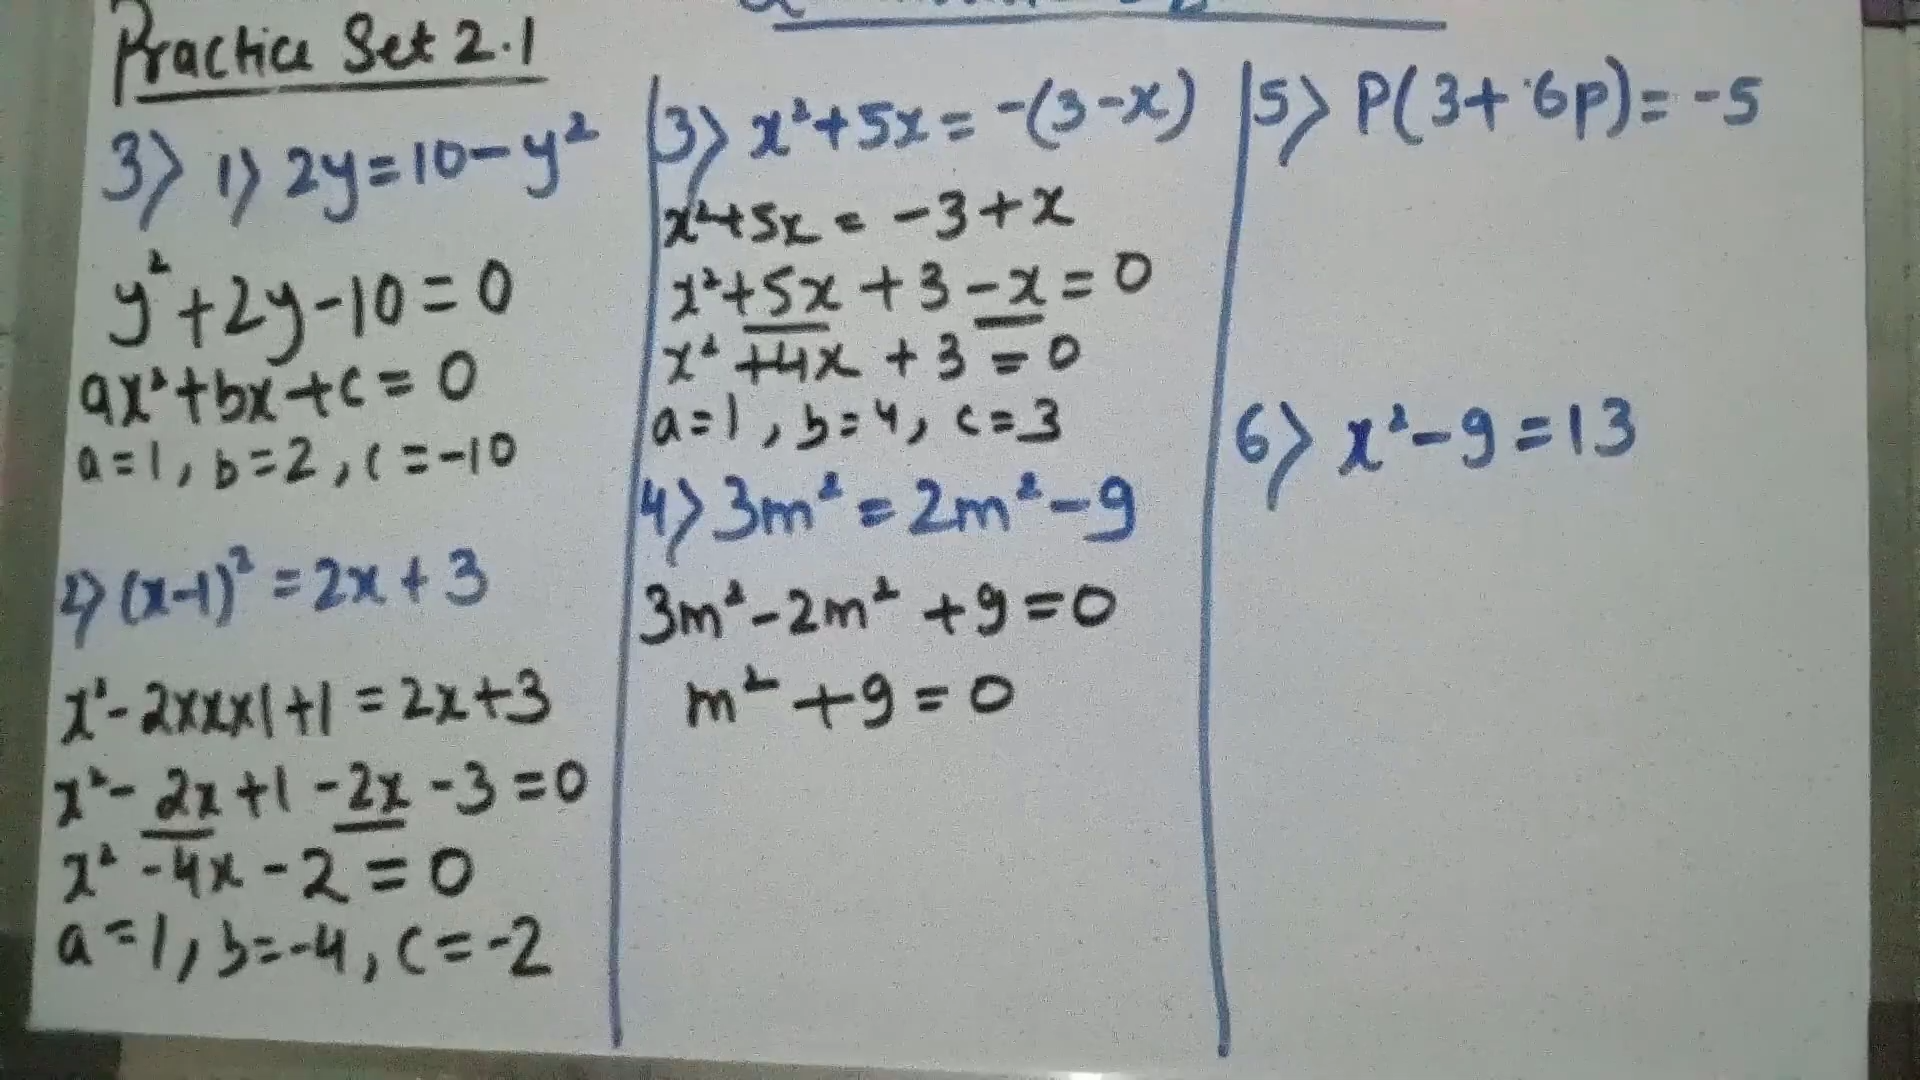 Practice Set 2.1
3) 1) 2y=10-y²
y²+2y-10=0
ax²+bx+c=0
a=1, b=2, c=-10
2) (x-1)²=2x+3
x²-2×x×1+1=2x+3
x²-2x+1-2x-3=0
x²-4x-2=0
a=1, b=-4, c=-2
3) x²+5x=-(3-x)
x²+5x=-3+x
x²+5x+3-x=0
x²+4x+3=0
a=1, b=4, c=3
4) 3m²=2m²-9
3m²-2m²+9=0
m²+9=0
5) P(3+6p)=-5
6) x²-9=13